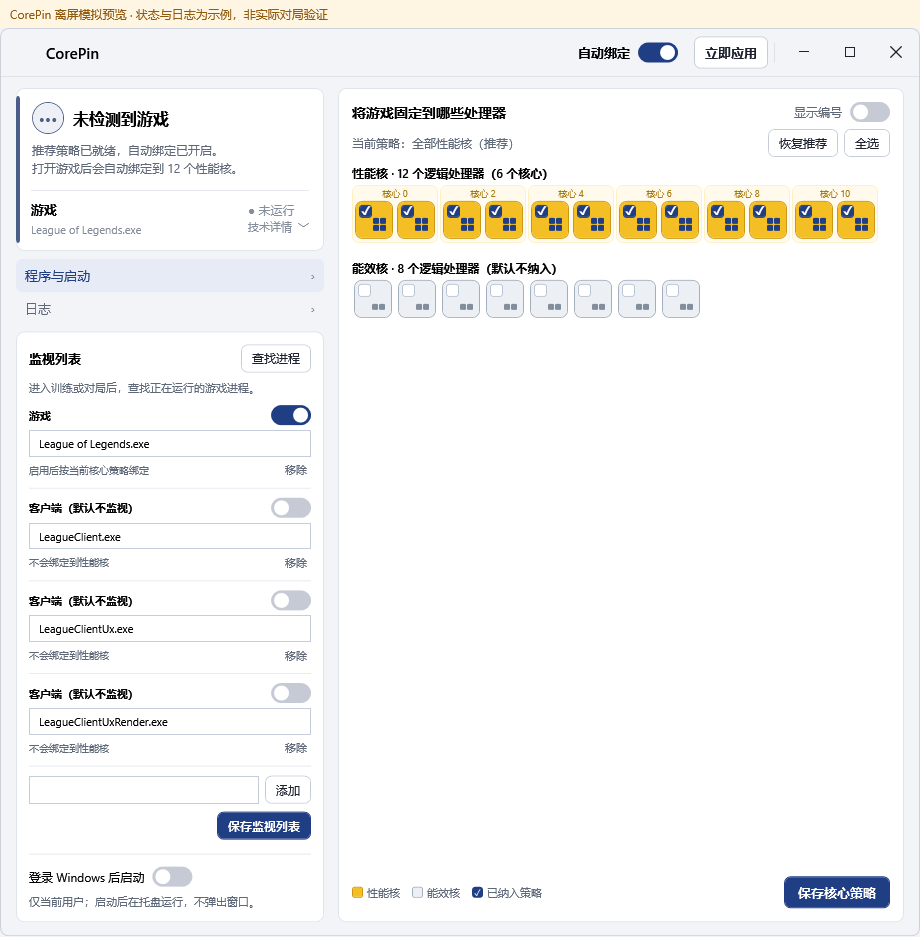 CorePin 离屏模拟预览 · 状态与日志为示例，非实际对局验证
CorePin
自动绑定
立即应用
未检测到游戏
推荐策略已就绪，自动绑定已开启。
打开游戏后会自动绑定到 12 个性能核。
游戏
● 未运行
League of Legends.exe
技术详情
程序与启动
日志
监视列表
查找进程
进入训练或对局后，查找正在运行的游戏进程。
游戏
League of Legends.exe
启用后按当前核心策略绑定
移除
客户端（默认不监视）
LeagueClient.exe
不会绑定到性能核
移除
客户端（默认不监视）
LeagueClientUx.exe
不会绑定到性能核
移除
客户端（默认不监视）
LeagueClientUxRender.exe
不会绑定到性能核
移除
添加
保存监视列表
登录 Windows 后启动
仅当前用户；启动后在托盘运行，不弹出窗口。
将游戏固定到哪些处理器
显示编号
当前策略：全部性能核（推荐）
恢复推荐
全选
性能核 · 12 个逻辑处理器（6 个核心）
核心 0
核心 2
核心 4
核心 6
核心 8
核心 10
能效核 · 8 个逻辑处理器（默认不纳入）
性能核
能效核
已纳入策略
保存核心策略